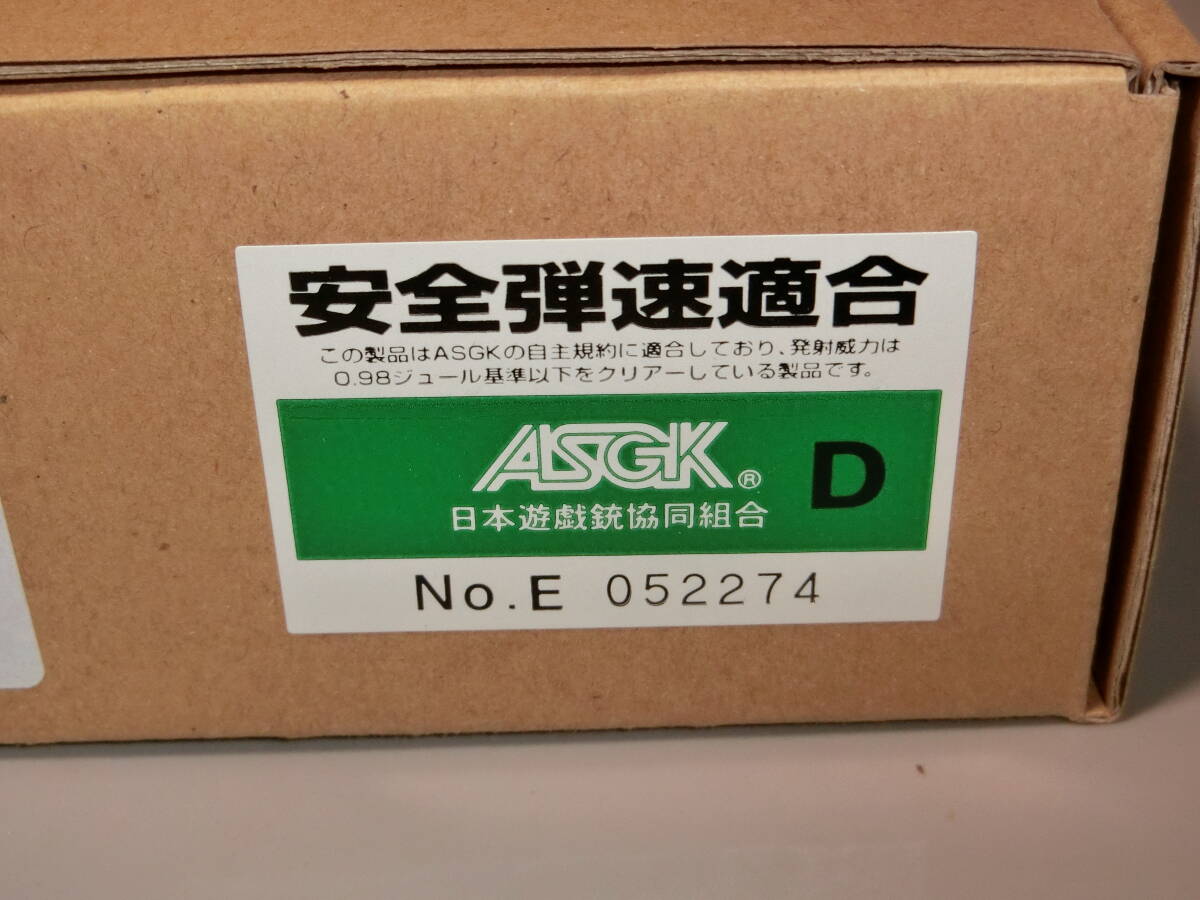 安全弾速適合
この製品はASGKの自主規約に適合しており、発射威力は
0.98ジュール基準以下をクリアーしている製品です。
ASGK® D
日本遊戯銃協同組合
No.E 052274